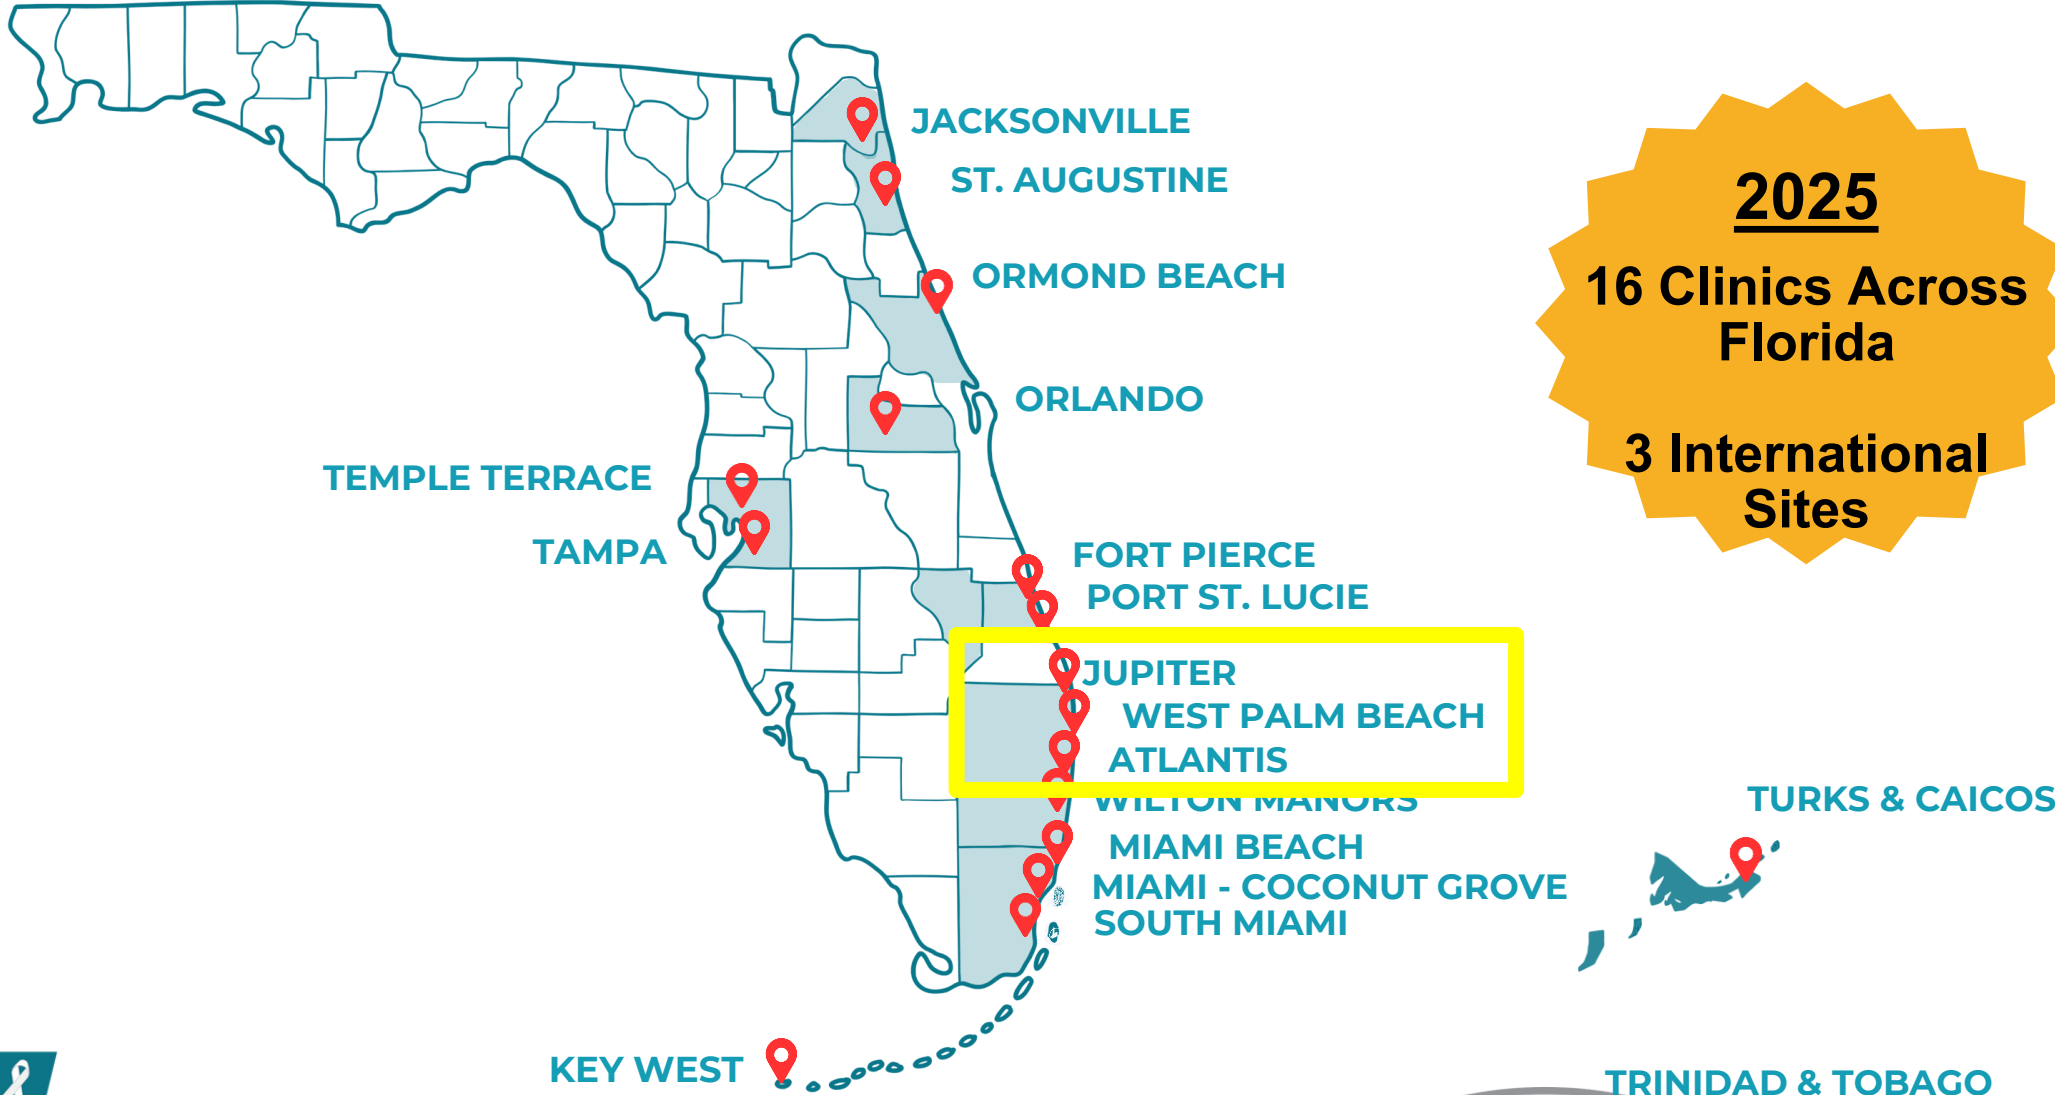 JACKSONVILLE
ST. AUGUSTINE
ORMOND BEACH
ORLANDO
TEMPLE TERRACE
TAMPA
FORT PIERCE
PORT ST. LUCIE
JUPITER
WEST PALM BEACH
ATLANTIS
WILTON MANORS
MIAMI BEACH
MIAMI - COCONUT GROVE
SOUTH MIAMI
KEY WEST
2025
16 Clinics Across
Florida
3 International
Sites
TURKS & CAICOS
TRINIDAD & TOBAGO